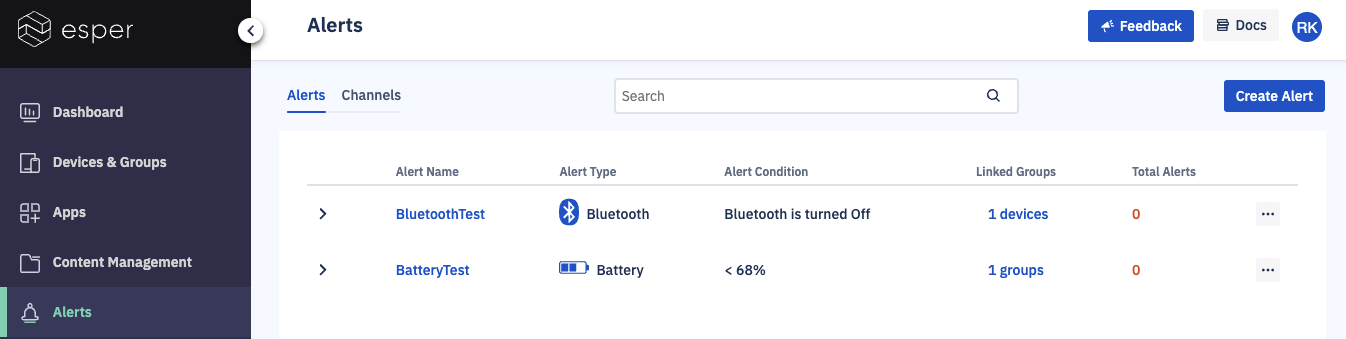 esper
Alerts
Feedback
Docs
RK
Dashboard
Devices & Groups
Apps
Content Management
Alerts
Alerts Channels
Search
Create Alert
Alert Name Alert Type Alert Condition Linked Groups Total Alerts
BluetoothTest Bluetooth Bluetooth is turned Off 1 devices 0
BatteryTest Battery < 68% 1 groups 0